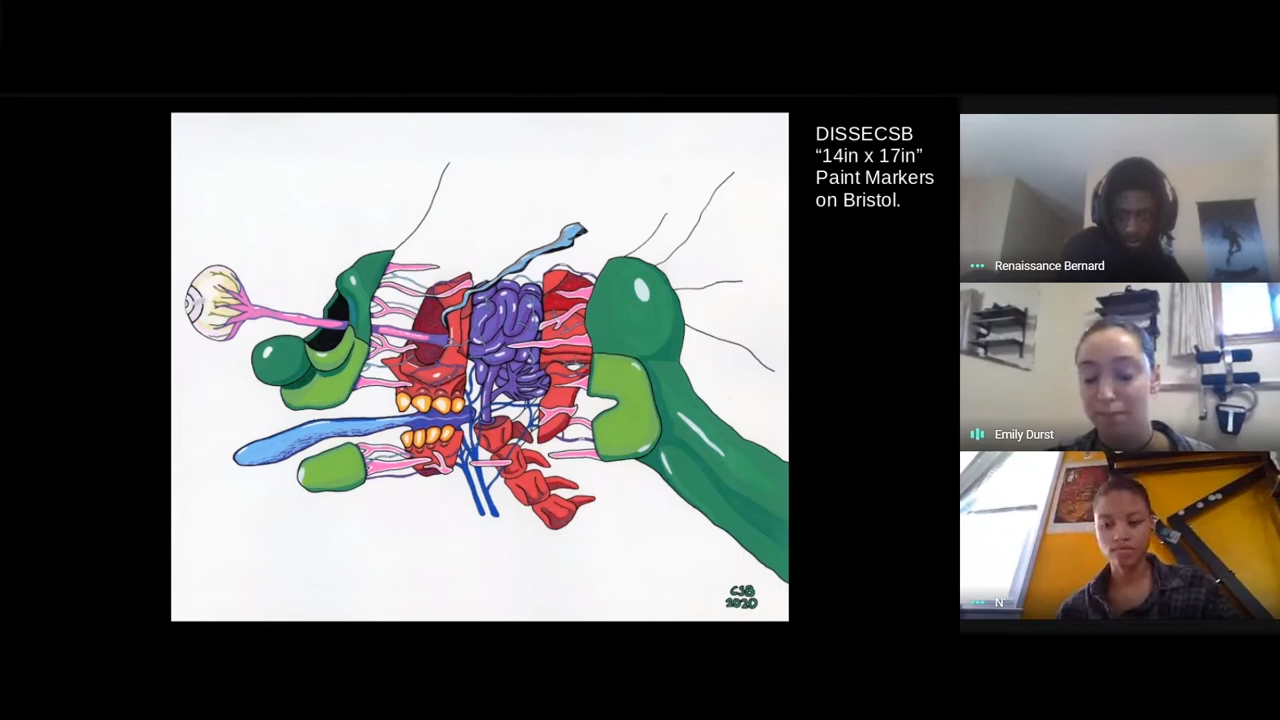 DISSECSB
“14in x 17in”
Paint Markers
on Bristol.
CSB
2020
Renaissance Bernard
Emily Durst
N